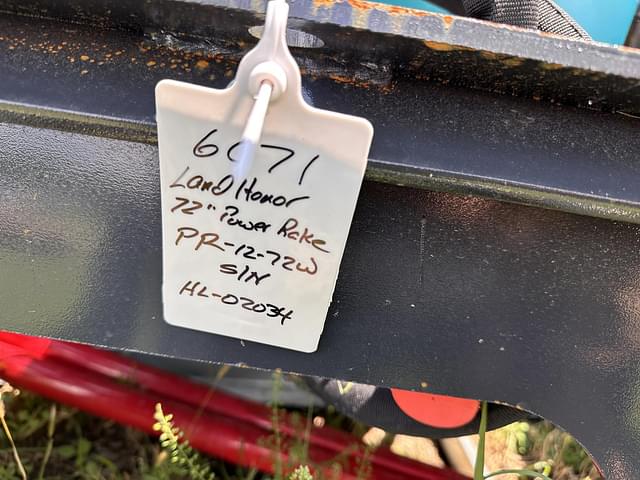 6071
Land Honor
72" Power Rake
PR-12-72W
S/N
HL-02034